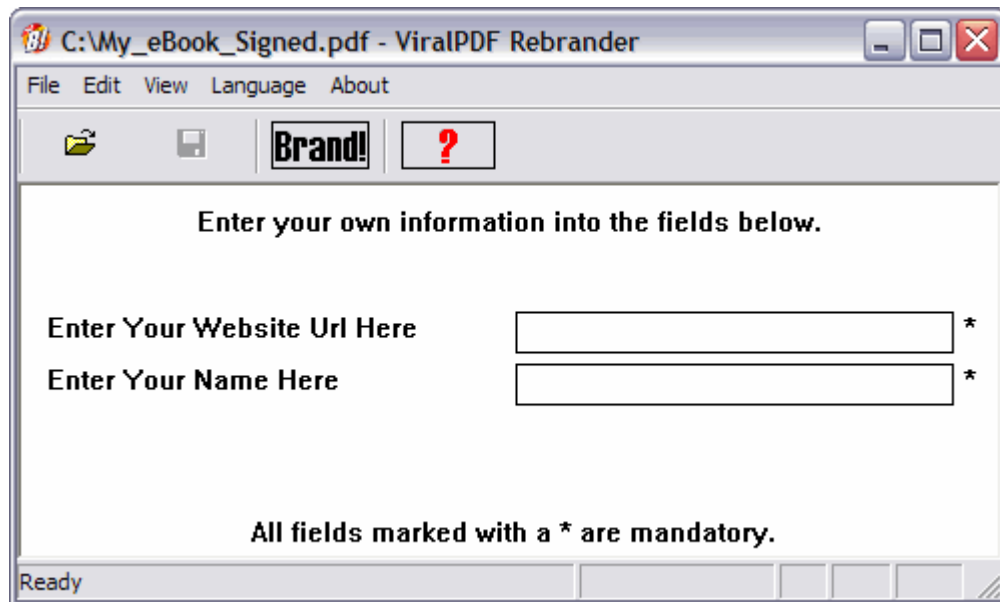 C:\My_eBook_Signed.pdf - ViralPDF Rebrander
File Edit View Language About
Brand! ?
Enter your own information into the fields below.
Enter Your Website Url Here *
Enter Your Name Here *
All fields marked with a * are mandatory.
Ready